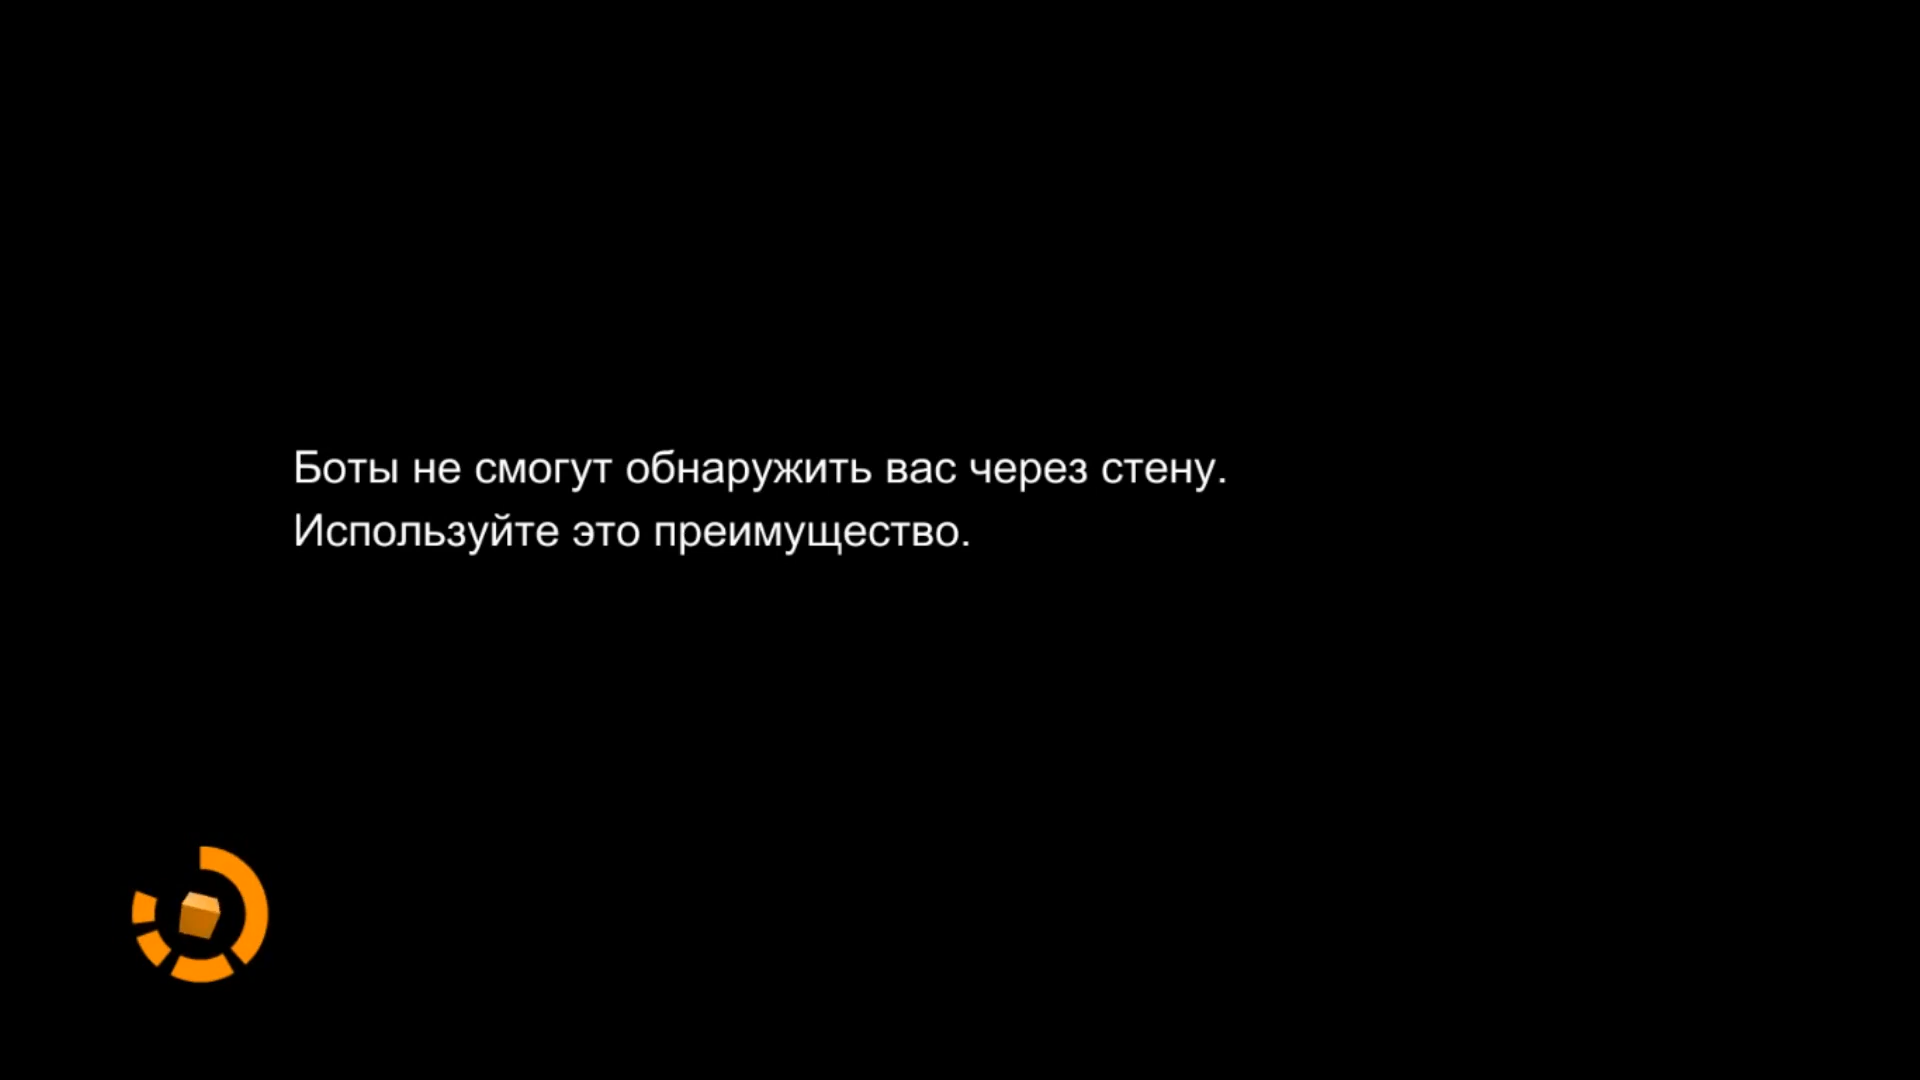 Боты не смогут обнаружить вас через стену.
Используйте это преимущество.